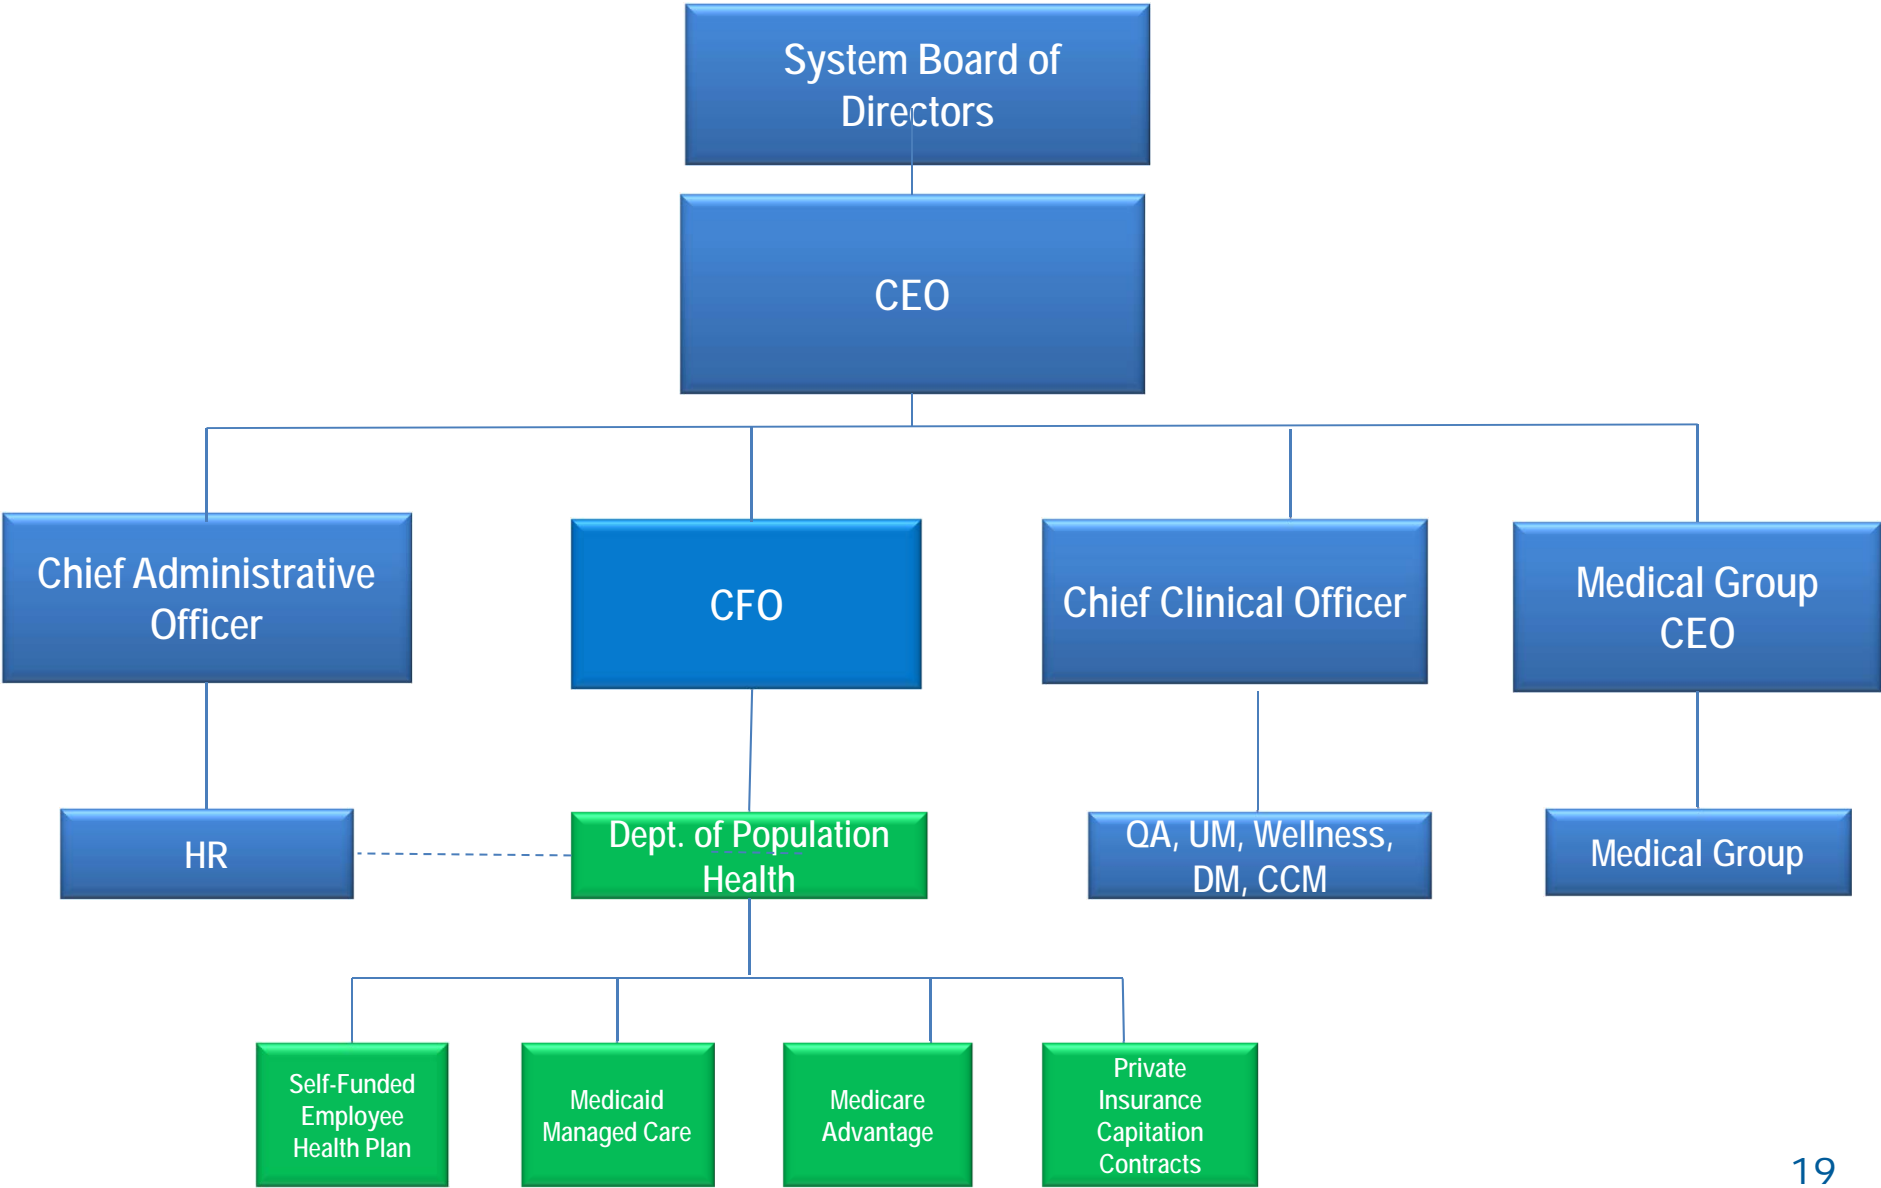 System Board of
Directors
CEO
Chief Administrative
Officer
CFO
Chief Clinical Officer
Medical Group
CEO
HR
Dept. of Population
Health
QA, UM, Wellness,
DM, CCM
Medical Group
Self-Funded
Employee
Health Plan
Medicaid
Managed Care
Medicare
Advantage
Private
Insurance
Capitation
Contracts
19